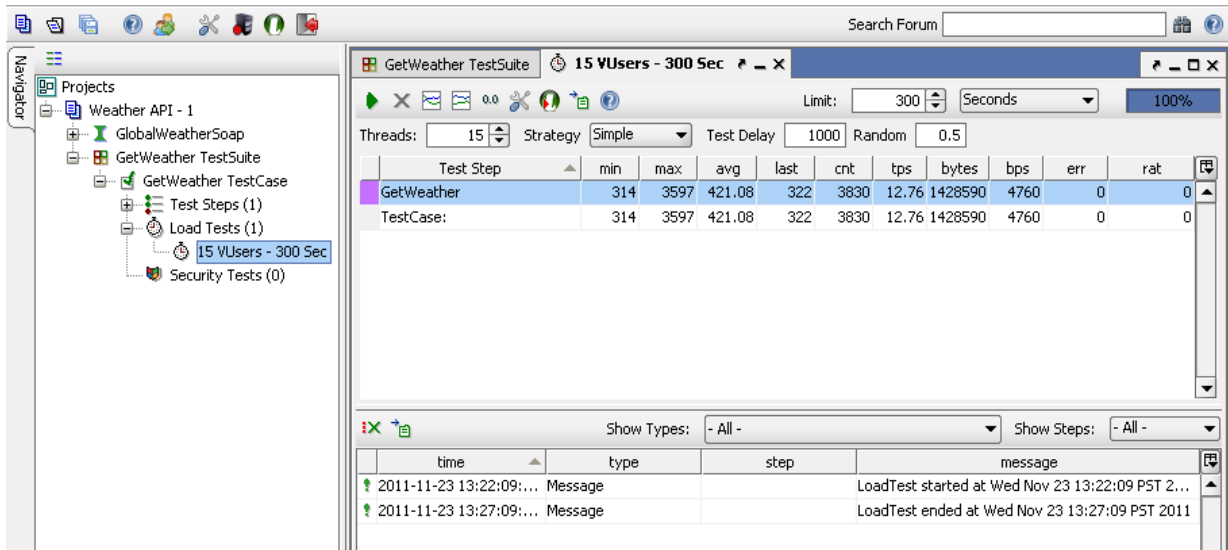 Search Forum
Navigator
Projects
Weather API - 1
GlobalWeatherSoap
GetWeather TestSuite
GetWeather TestCase
Test Steps (1)
Load Tests (1)
15 VUsers - 300 Sec
Security Tests (0)
GetWeather TestSuite 15 VUsers - 300 Sec
0.0 Limit: 300 Seconds 100%
Threads: 15 Strategy Simple Test Delay 1000 Random 0.5
Test Step min max avg last cnt tps bytes bps err rat
GetWeather 314 3597 421.08 322 3830 12.76 1428590 4760 0 0
TestCase: 314 3597 421.08 322 3830 12.76 1428590 4760 0 0
Show Types: - All - Show Steps: - All -
time type step message
2011-11-23 13:22:09:... Message LoadTest started at Wed Nov 23 13:22:09 PST 2...
2011-11-23 13:27:09:... Message LoadTest ended at Wed Nov 23 13:27:09 PST 2011